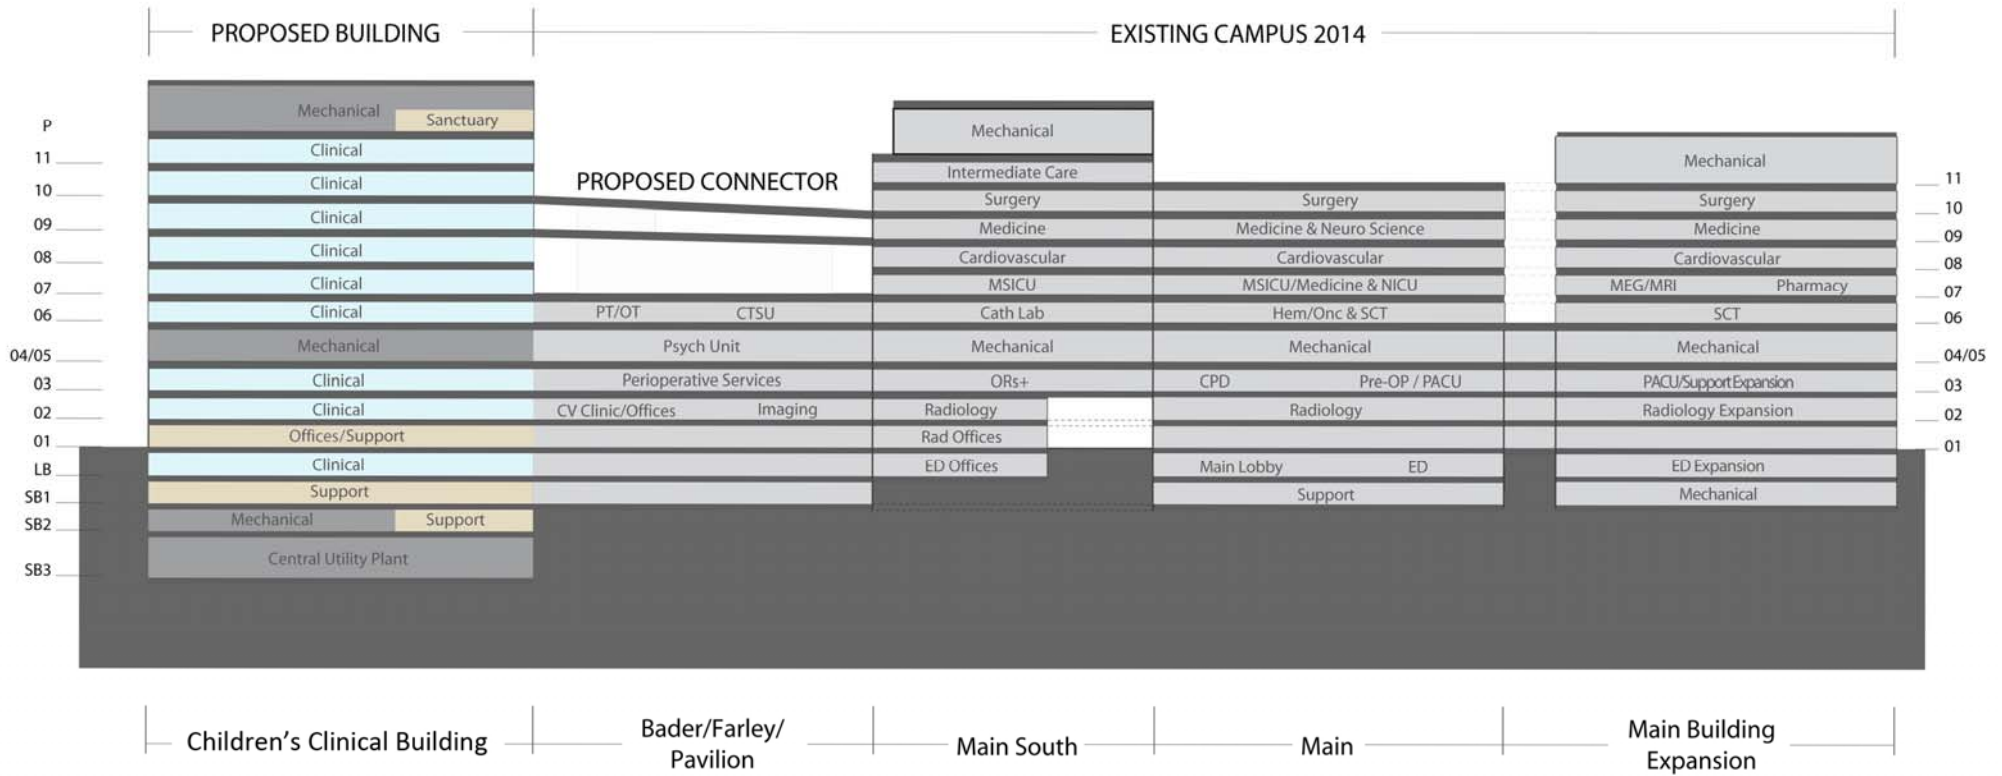 PROPOSED BUILDING
EXISTING CAMPUS 2014
Mechanical
Sanctuary
Mechanical
P
Clinical
Mechanical
11
Intermediate Care
11
Clinical
PROPOSED CONNECTOR
10
Surgery
Surgery
Surgery
10
Clinical
09
Medicine
Medicine & Neuro Science
Medicine
09
Clinical
08
Cardiovascular
Cardiovascular
Cardiovascular
08
Clinical
07
MSICU
MSICU/Medicine & NICU
MEG/MRI
Pharmacy
07
Clinical
06
PT/OT
CTSU
Cath Lab
Hem/Onc & SCT
SCT
06
Mechanical
04/05
Psych Unit
Mechanical
Mechanical
Mechanical
04/05
Clinical
03
Perioperative Services
ORs+
CPD
Pre-OP / PACU
PACU/Support Expansion
03
Clinical
02
CV Clinic/Offices
Imaging
Radiology
Radiology
Radiology Expansion
02
Offices/Support
01
Rad Offices
01
Clinical
LB
ED Offices
Main Lobby
ED
ED Expansion
Support
SB1
Support
Mechanical
Mechanical
Support
SB2
Central Utility Plant
SB3
Children's Clinical Building
Bader/Farley/
Pavilion
Main South
Main
Main Building
Expansion